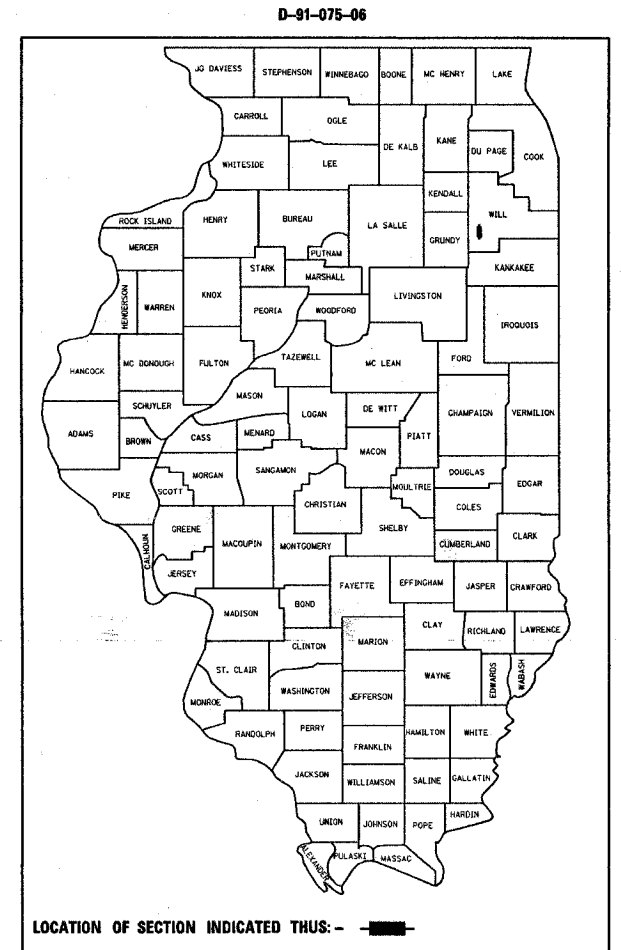 D-91-075-06
JO DAVIESS STEPHENSON WINNEBAGO BOONE MC HENRY LAKE
CARROLL OGLE DE KALB KANE DU PAGE COOK
WHITESIDE LEE
KENDALL
ROCK ISLAND HENRY BUREAU LA SALLE GRUNDY WILL
MERCER PUTNAM
STARK MARSHALL KANKAKEE
HENDERSON WARREN KNOX PEORIA WOODFORD LIVINGSTON IROQUOIS
HANCOCK MC DONOUGH FULTON TAZEWELL MC LEAN FORD
SCHUYLER MASON LOGAN DE WITT CHAMPAIGN VERMILION
ADAMS BROWN CASS MENARD MACON PIATT
PIKE SCOTT MORGAN SANGAMON CHRISTIAN MOULTRIE DOUGLAS EDGAR
COLES
CALHOUN GREENE MACOUPIN MONTGOMERY SHELBY CUMBERLAND CLARK
JERSEY FAYETTE EFFINGHAM JASPER CRAWFORD
MADISON BOND CLAY
CLINTON MARION RICHLAND LAWRENCE
ST. CLAIR WAYNE EDWARDS WABASH
MONROE WASHINGTON JEFFERSON
RANDOLPH PERRY HAMILTON WHITE
FRANKLIN
JACKSON WILLIAMSON SALINE GALLATIN
UNION JOHNSON POPE HARDIN
ALEXANDER PULASKI MASSAC
LOCATION OF SECTION INDICATED THUS:-